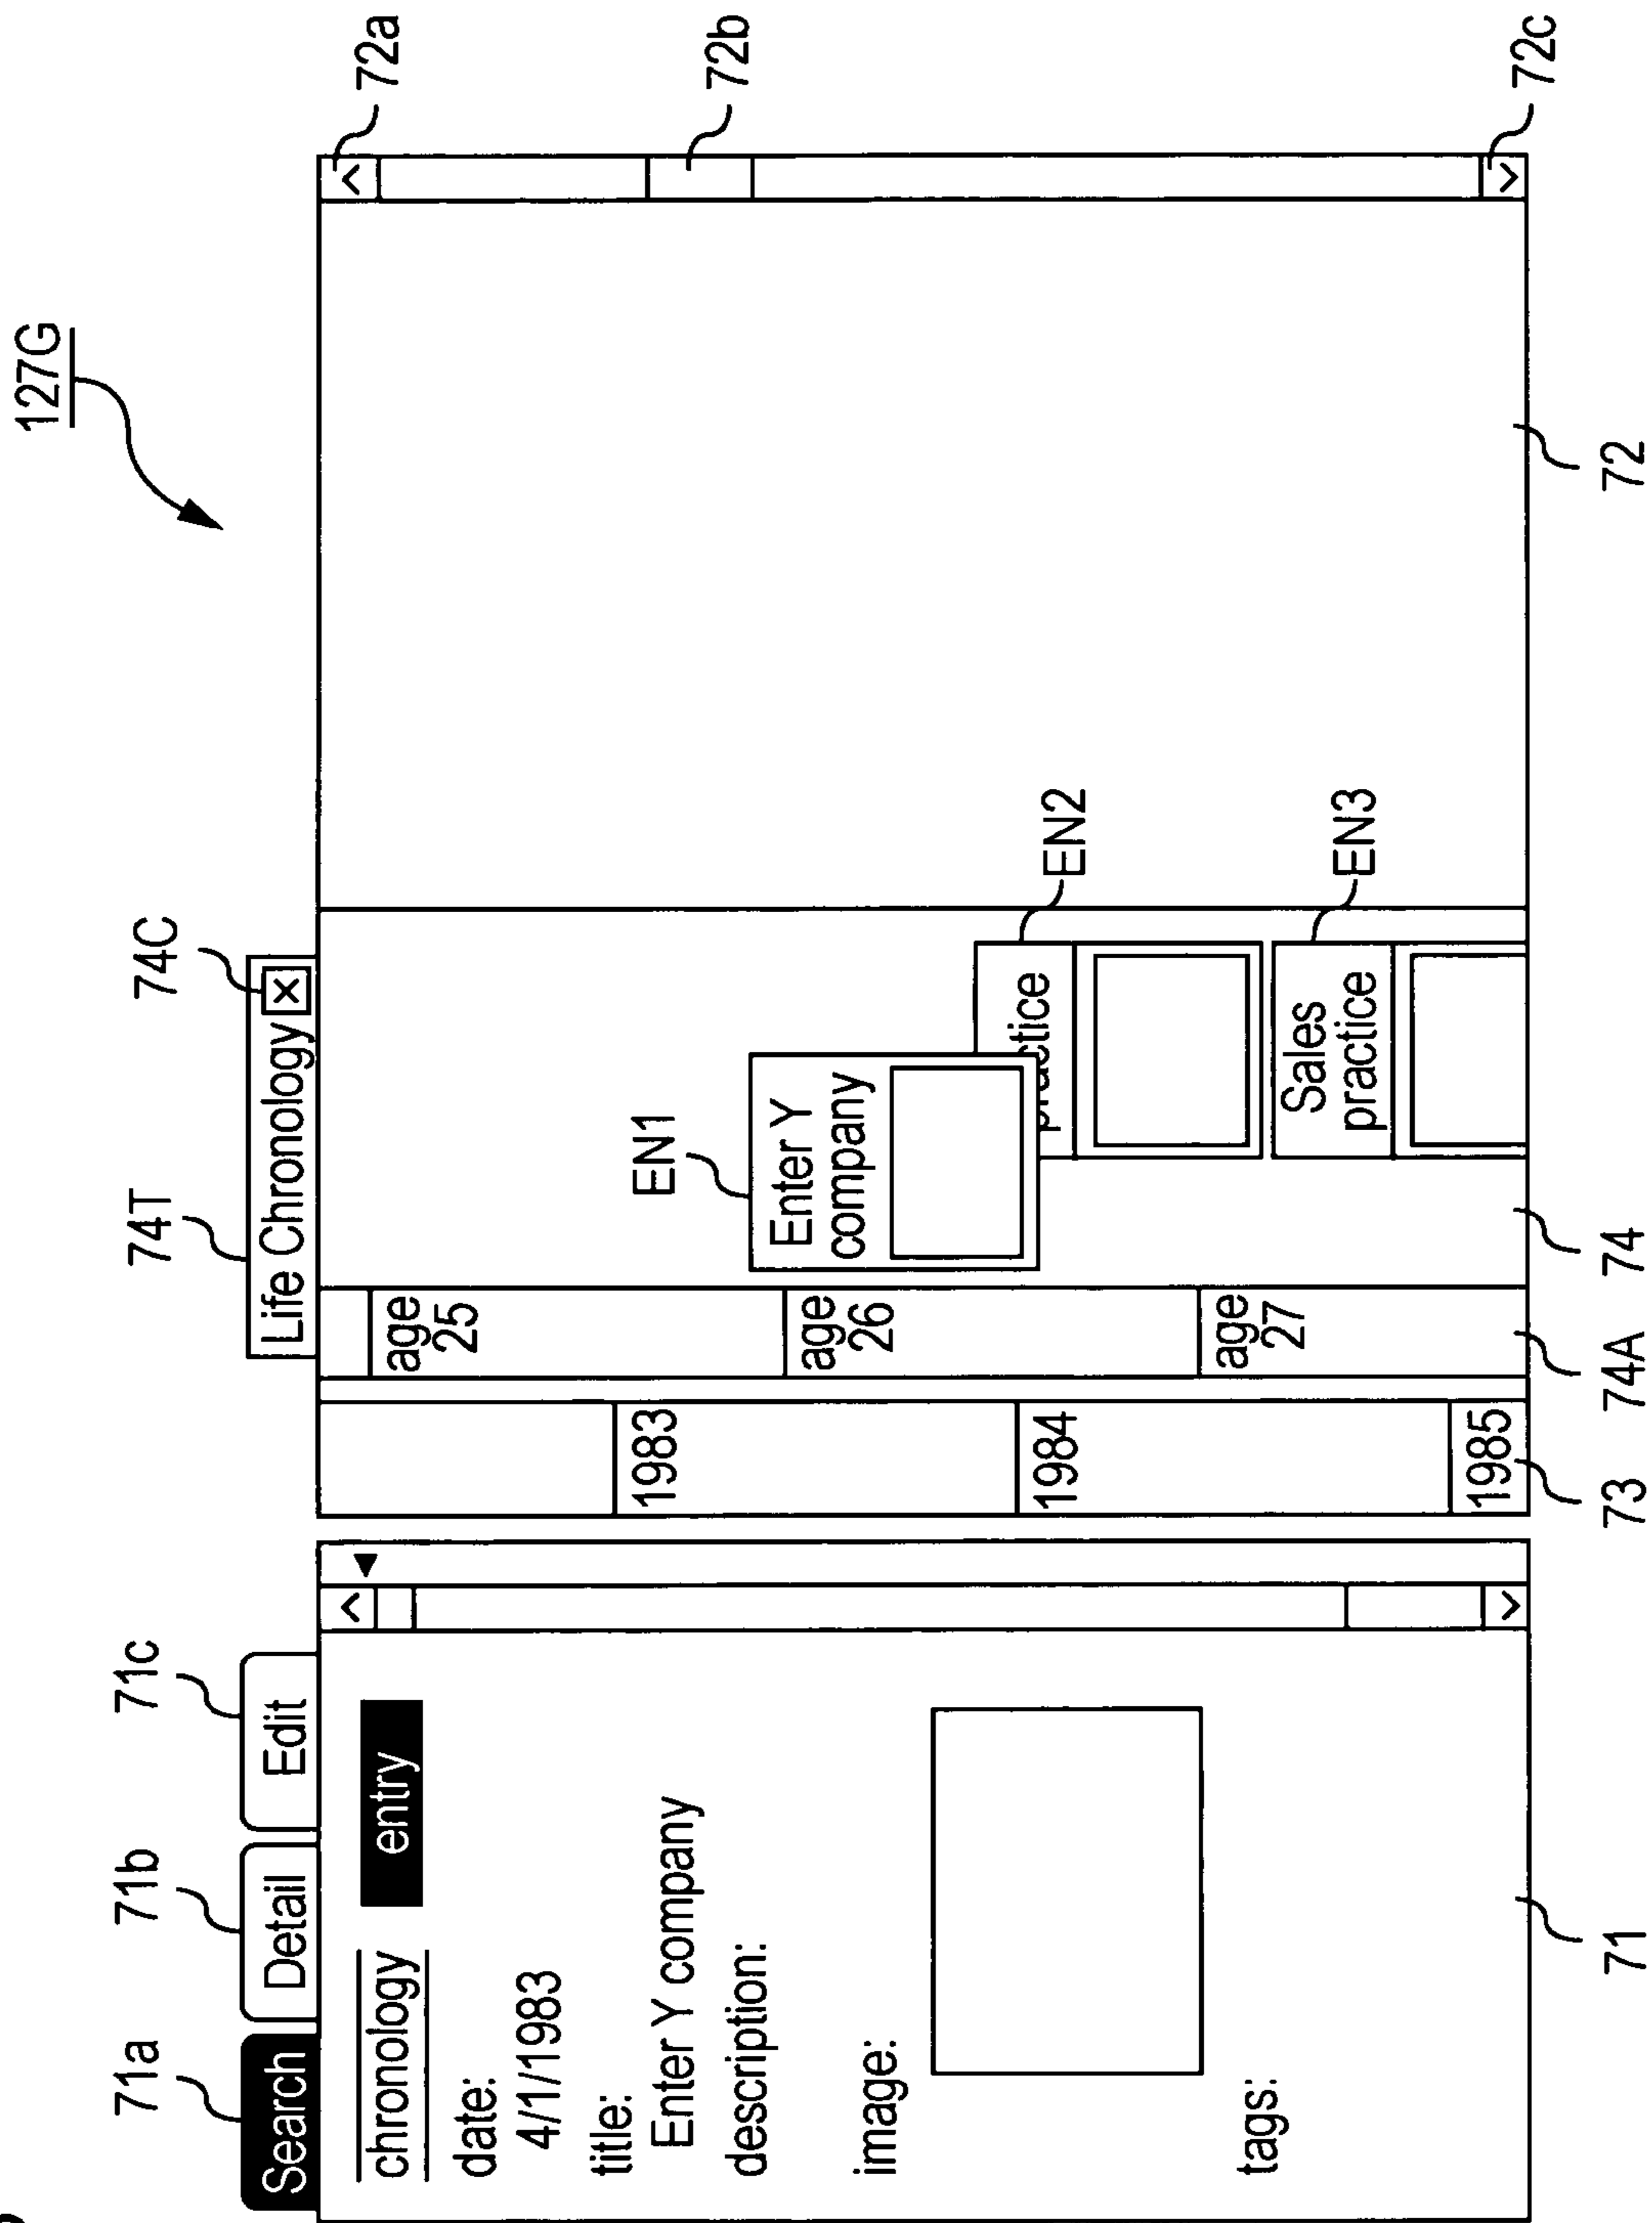 127G
71a
71b
71c
74T
74C
Search
Detail
Edit
Life Chronology
X
72a
72b
72c
chronology
entry
date:
4/1/1983
title:
Enter Y company
description:
image:
tags:
1983
1984
1985
age
25
age
26
age
27
EN1
Enter Y
company
EN2
practice
EN3
Sales
practice
71
73
74A
74
72